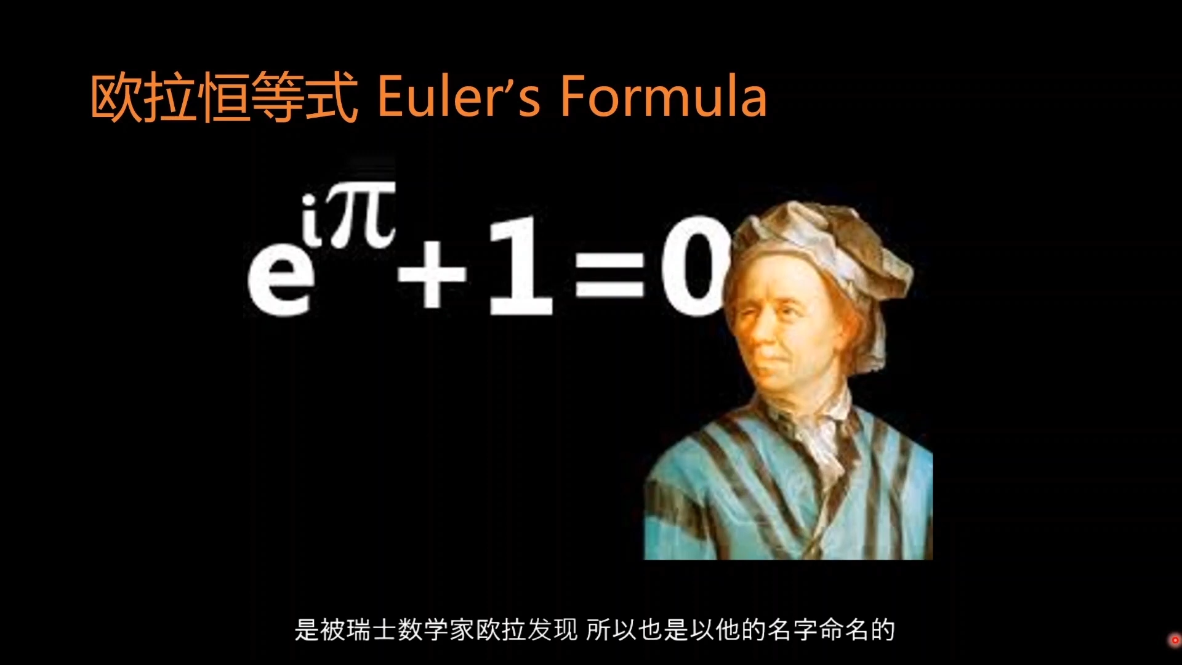 欧拉恒等式 Euler's Formula
e^{iπ}+1=0
是被瑞士数学家欧拉发现 所以也是以他的名字命名的